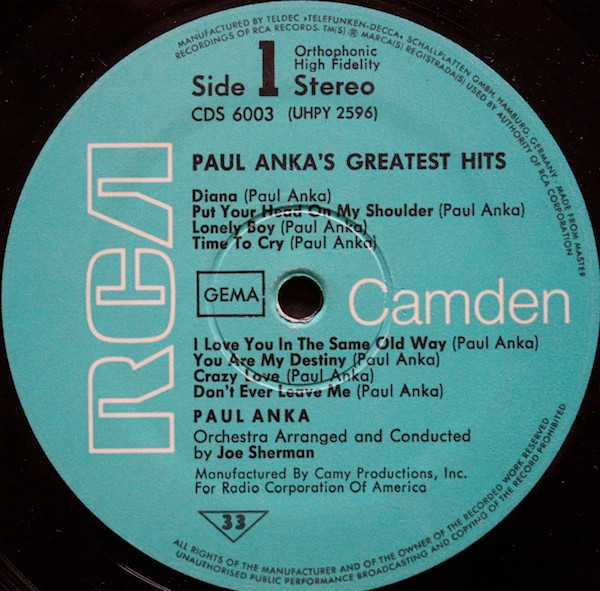 MANUFACTURED BY TELDEC »TELEFUNKEN-DECCA« SCHALLPLATTEN GMBH, HAMBURG, GERMANY · MADE FROM MASTER
RECORDINGS OF RCA RECORDS. TM(S) ® MARCA(S) REGISTRADA(S) USED BY AUTHORITY OF RCA CORPORATION
Side 1
Orthophonic
High Fidelity
Stereo
CDS 6003 (UHPY 2596)
RCA
PAUL ANKA'S GREATEST HITS
Diana (Paul Anka)
Put Your Head On My Shoulder (Paul Anka)
Lonely Boy (Paul Anka)
Time To Cry (Paul Anka)
GEMA
Camden
I Love You In The Same Old Way (Paul Anka)
You Are My Destiny (Paul Anka)
Crazy Love (Paul Anka)
Don't Ever Leave Me (Paul Anka)
PAUL ANKA
Orchestra Arranged and Conducted
by Joe Sherman
Manufactured By Camy Productions, Inc.
For Radio Corporation Of America
33
ALL RIGHTS OF THE MANUFACTURER AND OF THE OWNER OF THE RECORDED WORK RESERVED
UNAUTHORISED PUBLIC PERFORMANCE BROADCASTING AND COPYING OF THE RECORD PROHIBITED